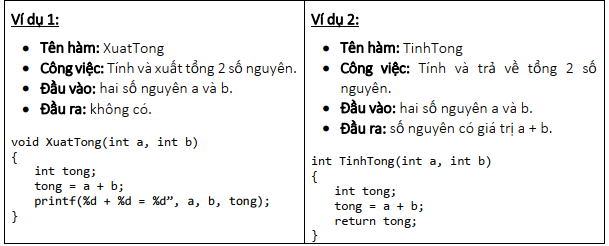 Ví dụ 1:
• Tên hàm: XuatTong
• Công việc: Tính và xuất tổng 2 số nguyên.
• Đầu vào: hai số nguyên a và b.
• Đầu ra: không có.
void XuatTong(int a, int b)
{
int tong;
tong = a + b;
printf(%d + %d = %d”, a, b, tong);
}
Ví dụ 2:
• Tên hàm: TinhTong
• Công việc: Tính và trả về tổng 2 số
nguyên.
• Đầu vào: hai số nguyên a và b.
• Đầu ra: số nguyên có giá trị a + b.
int TinhTong(int a, int b)
{
int tong;
tong = a + b;
return tong;
}